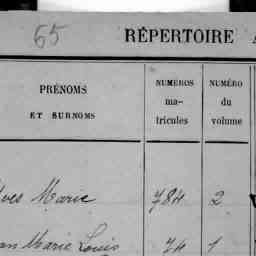 65 RÉPERTOIRE A
PRÉNOMS ET SURNOMS
NUMÉROS ma- tricules
NUMÉRO du volume
Yves Marie 784 2
Marie Louis 74 1